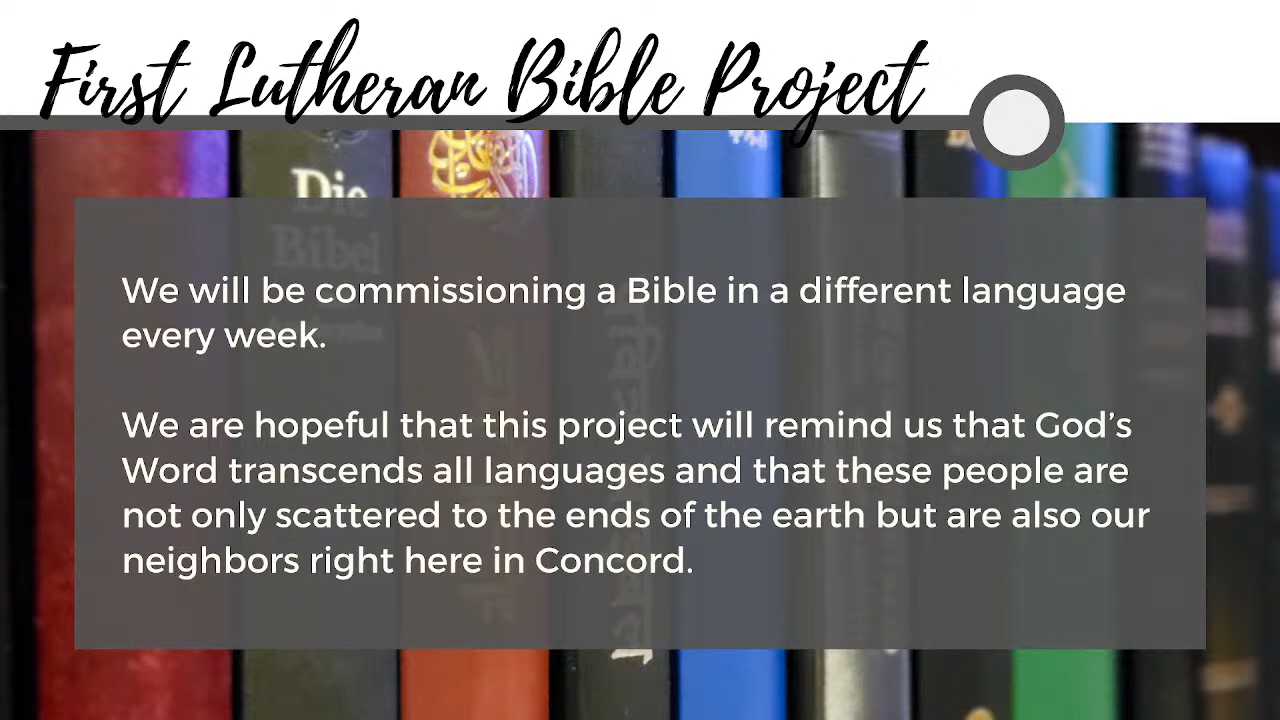 First Lutheran Bible Project
Die
Bibel
We will be commissioning a Bible in a different language
every week.
We are hopeful that this project will remind us that God’s
Word transcends all languages and that these people are
not only scattered to the ends of the earth but are also our
neighbors right here in Concord.